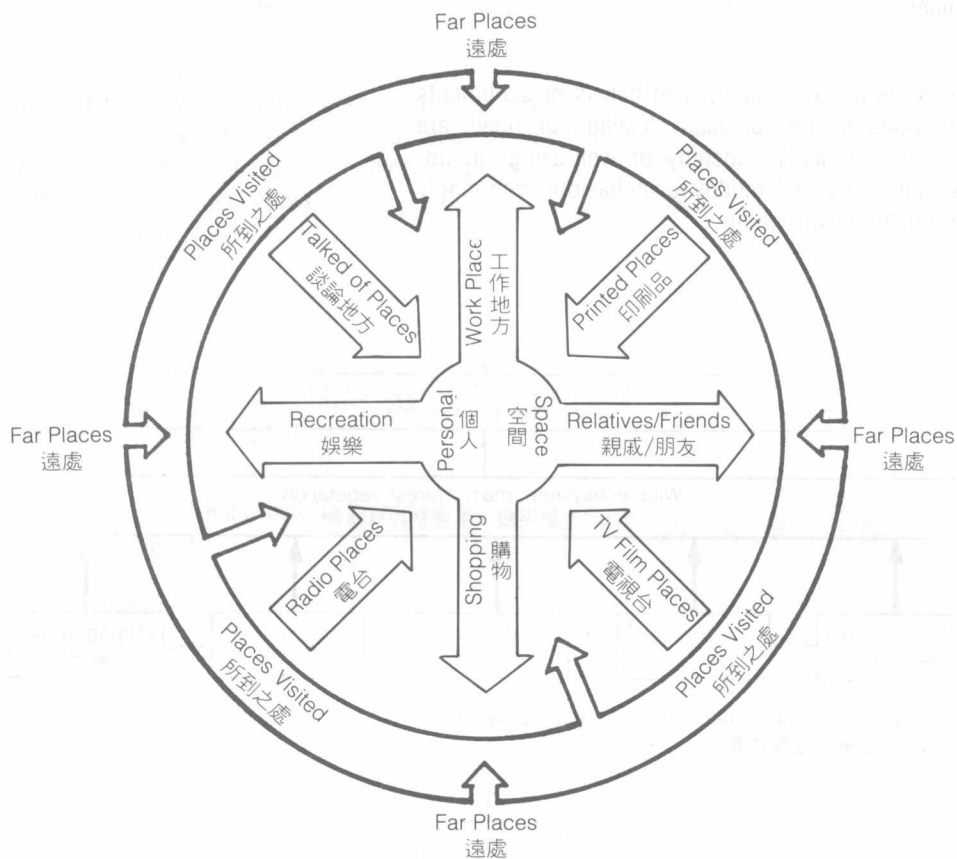 Far Places
遠處
Places Visited
所到之處
Places Visited
所到之處
Talked of Places
談論地方
Work Place
工作地方
Printed Places
印刷品
Far Places
遠處
Recreation
娛樂
Personal
個人
Space
空間
Relatives/Friends
親戚/朋友
Far Places
遠處
Radio Places
電台
Shopping
購物
TV Film Places
電視台
Places Visited
所到之處
Places Visited
所到之處
Far Places
遠處